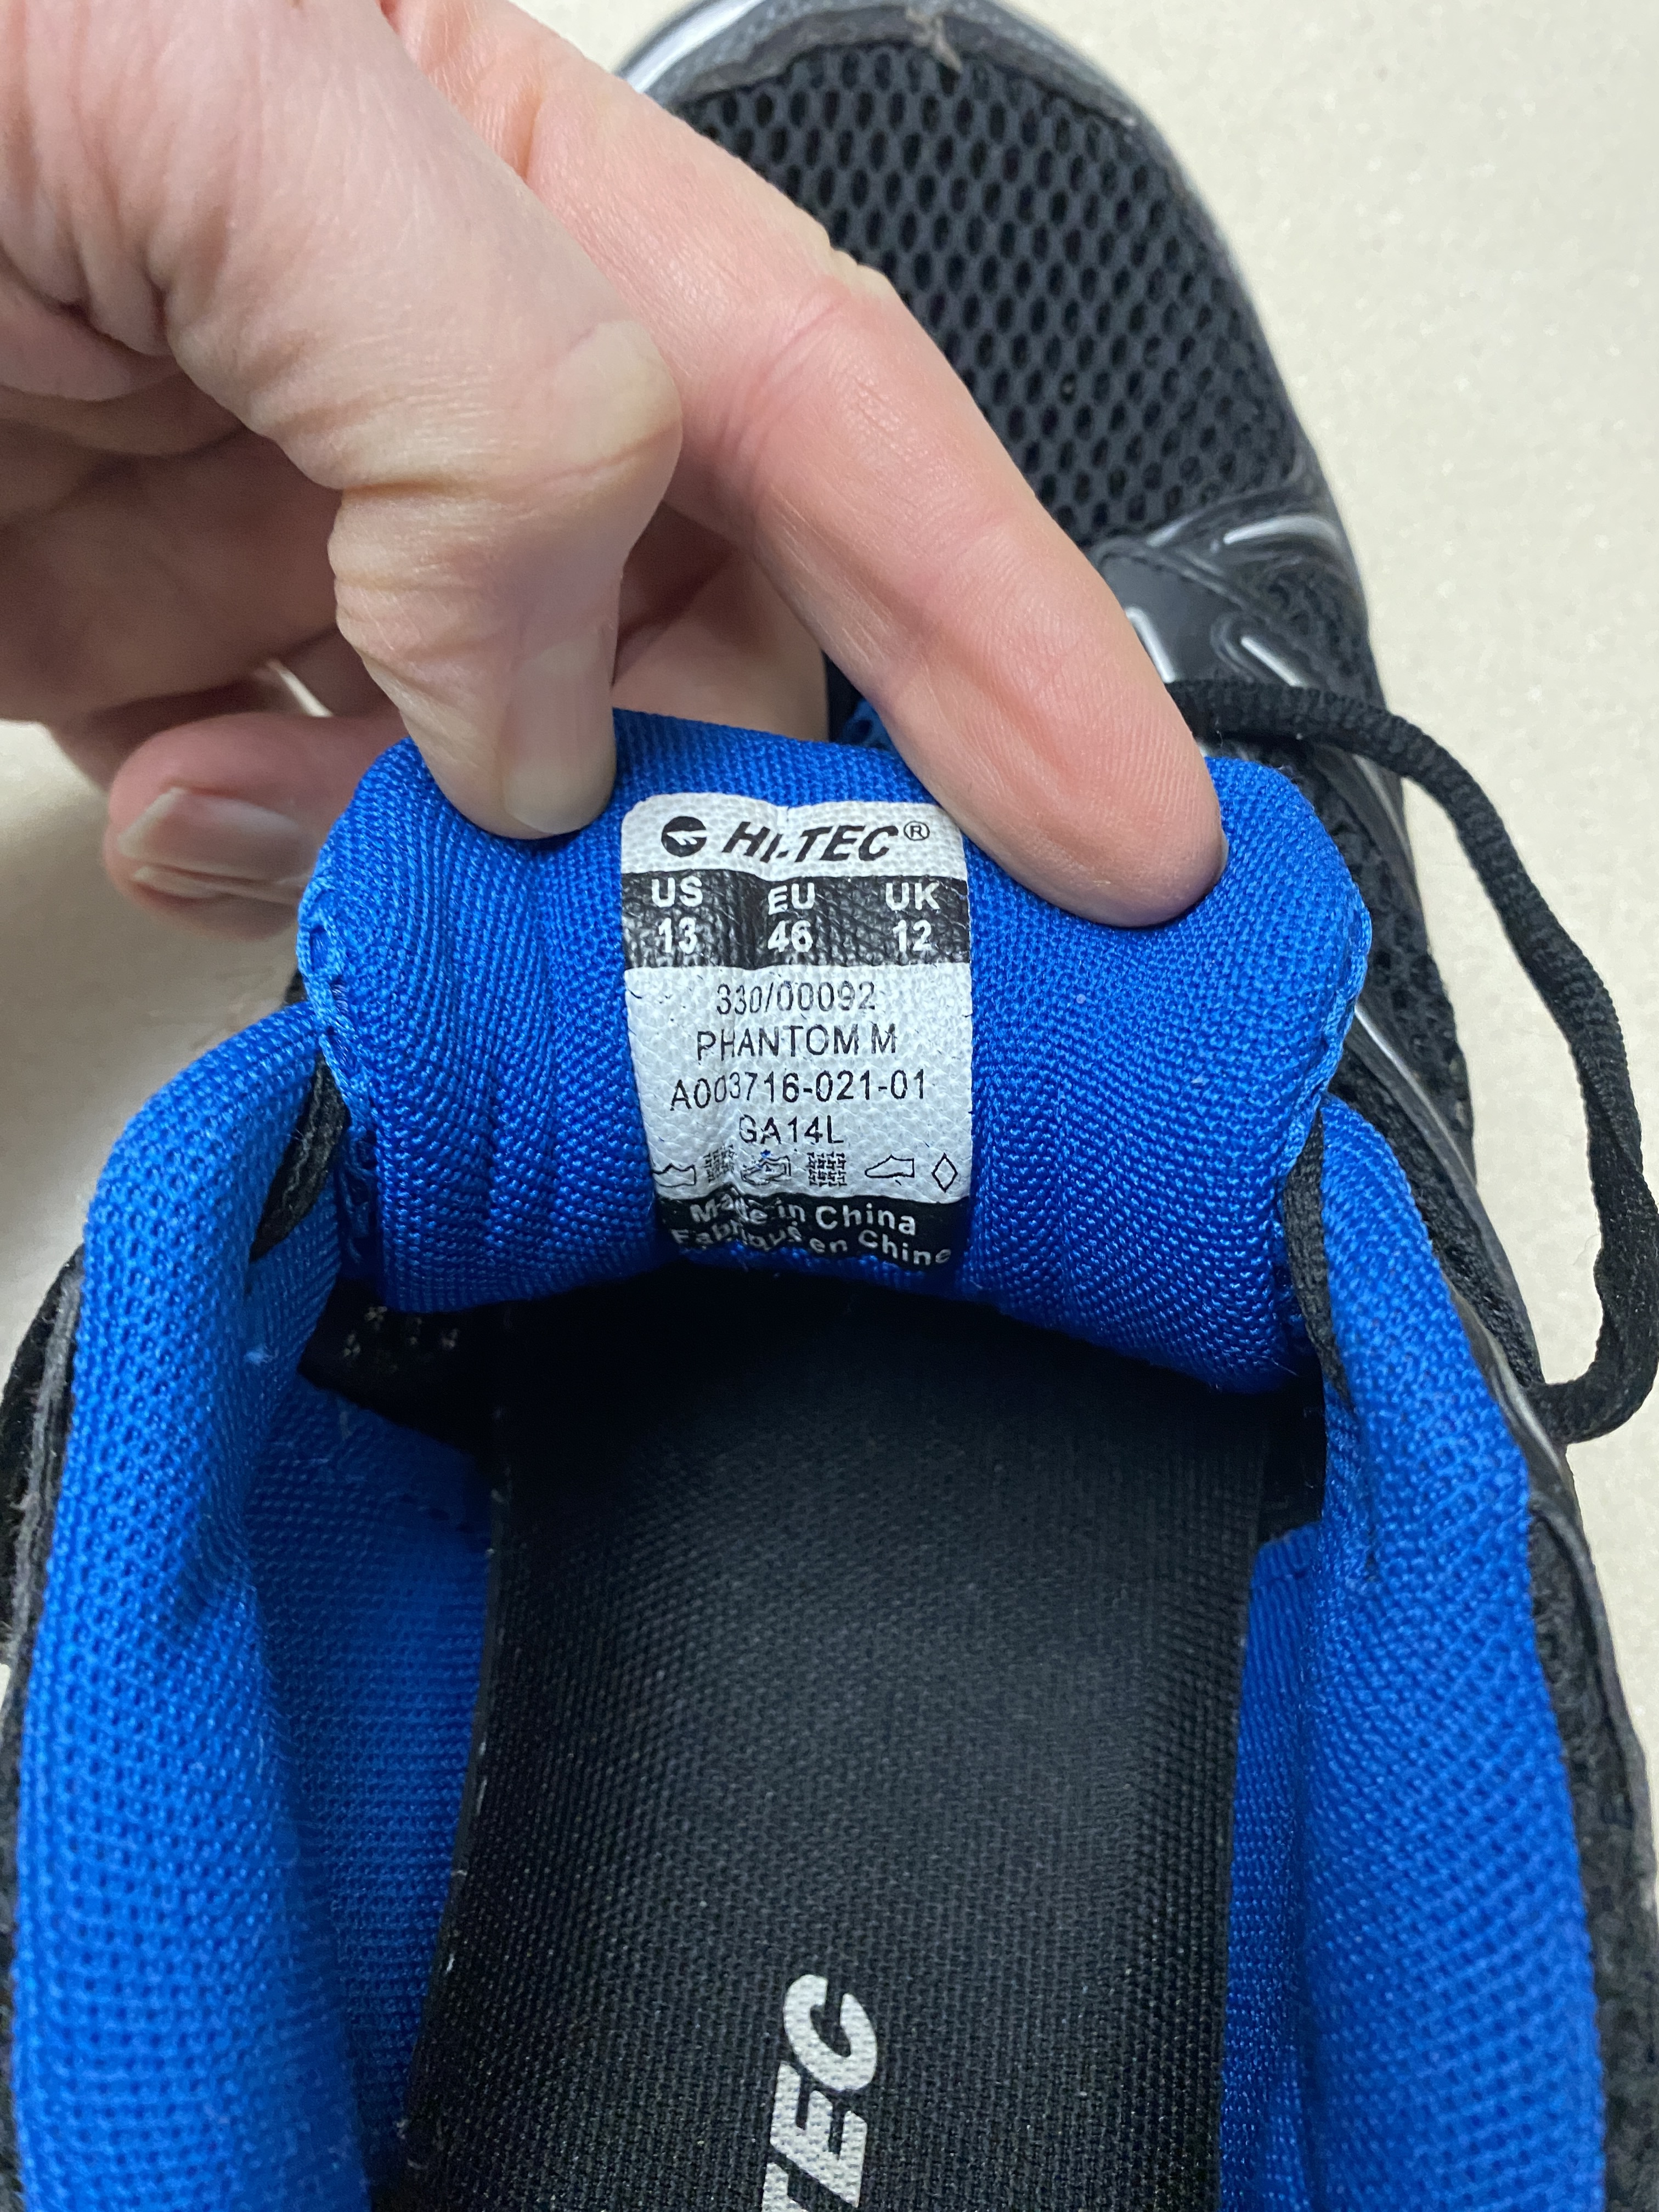 HI-TEC®
US EU UK
13 46 12
330/00092
PHANTOM M
A003716-021-01
GA14L
Made in China
Fabriqué en Chine
TEC